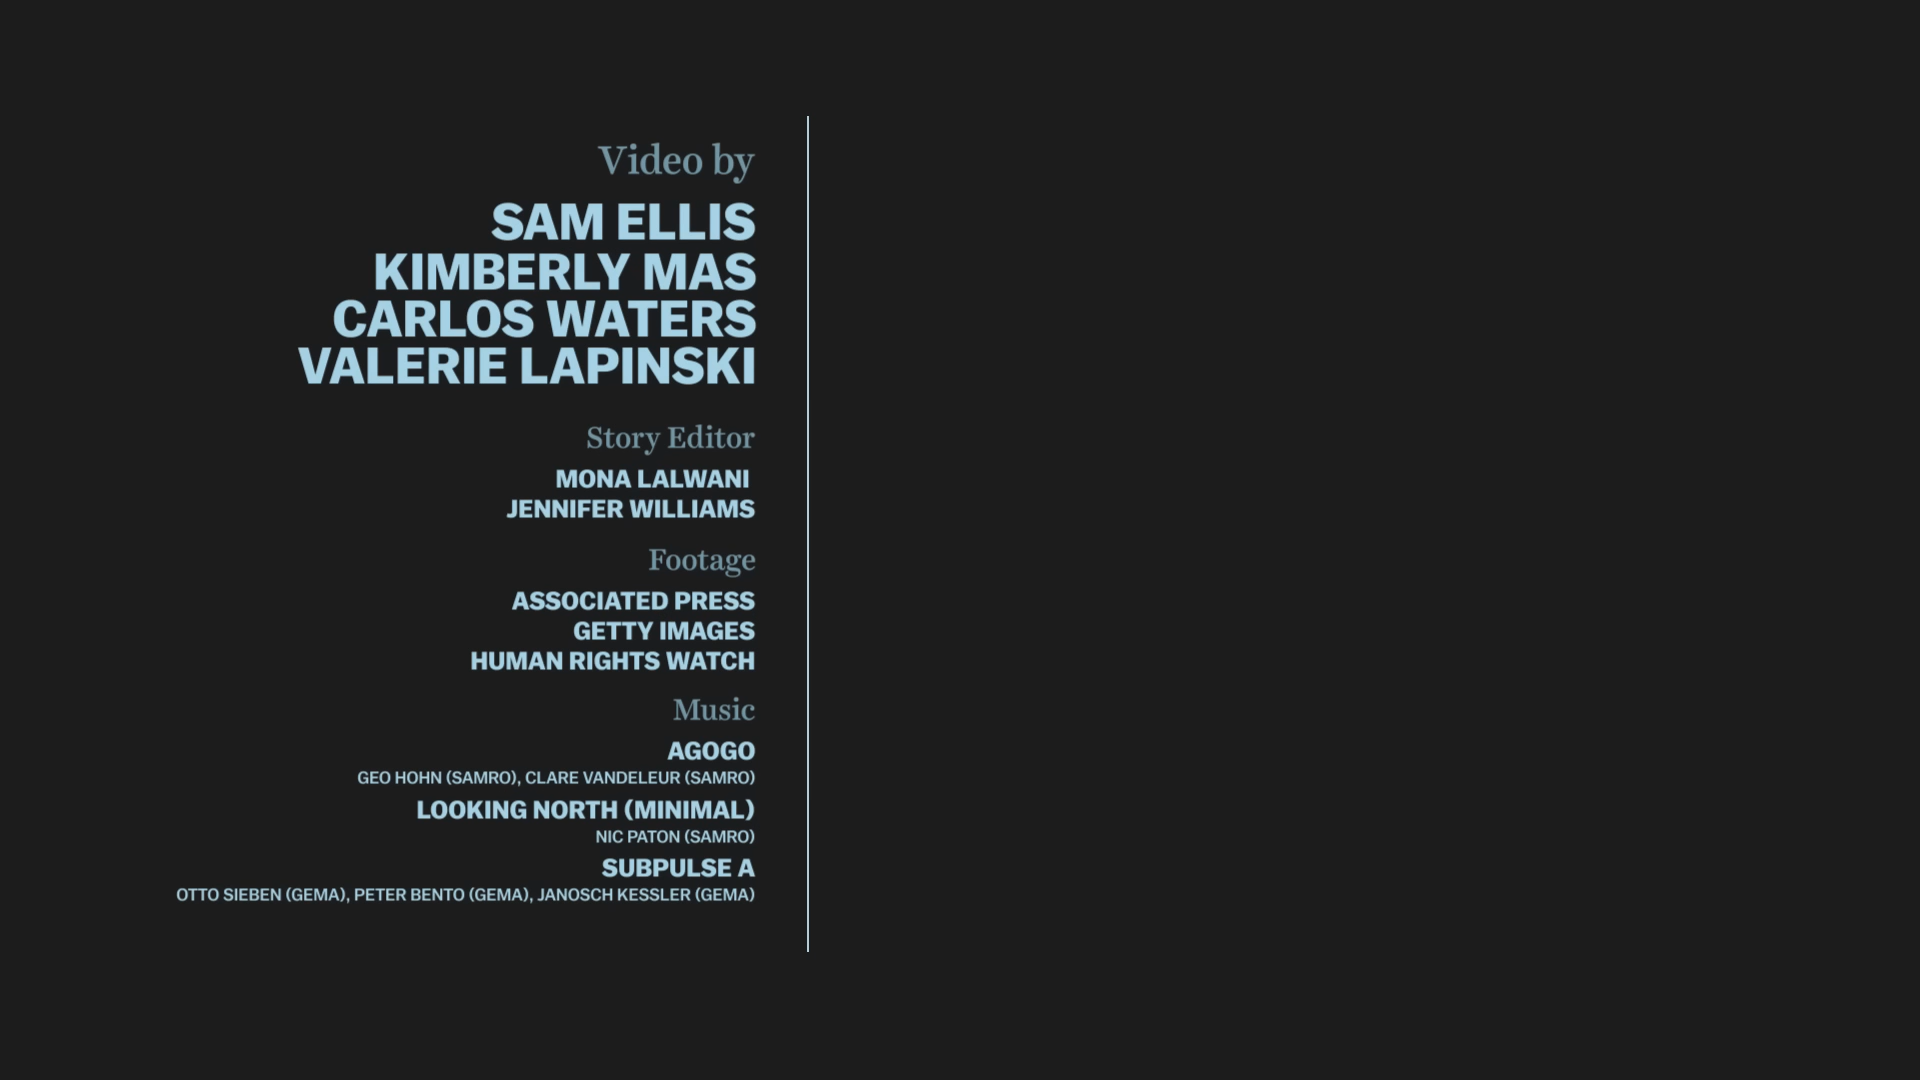 Video by
SAM ELLIS
KIMBERLY MAS
CARLOS WATERS
VALERIE LAPINSKI
Story Editor
MONA LALWANI
JENNIFER WILLIAMS
Footage
ASSOCIATED PRESS
GETTY IMAGES
HUMAN RIGHTS WATCH
Music
AGOGO
GEO HOHN (SAMRO), CLARE VANDELEUR (SAMRO)
LOOKING NORTH (MINIMAL)
NIC PATON (SAMRO)
SUBPULSE A
OTTO SIEBEN (GEMA), PETER BENTO (GEMA), JANOSCH KESSLER (GEMA)